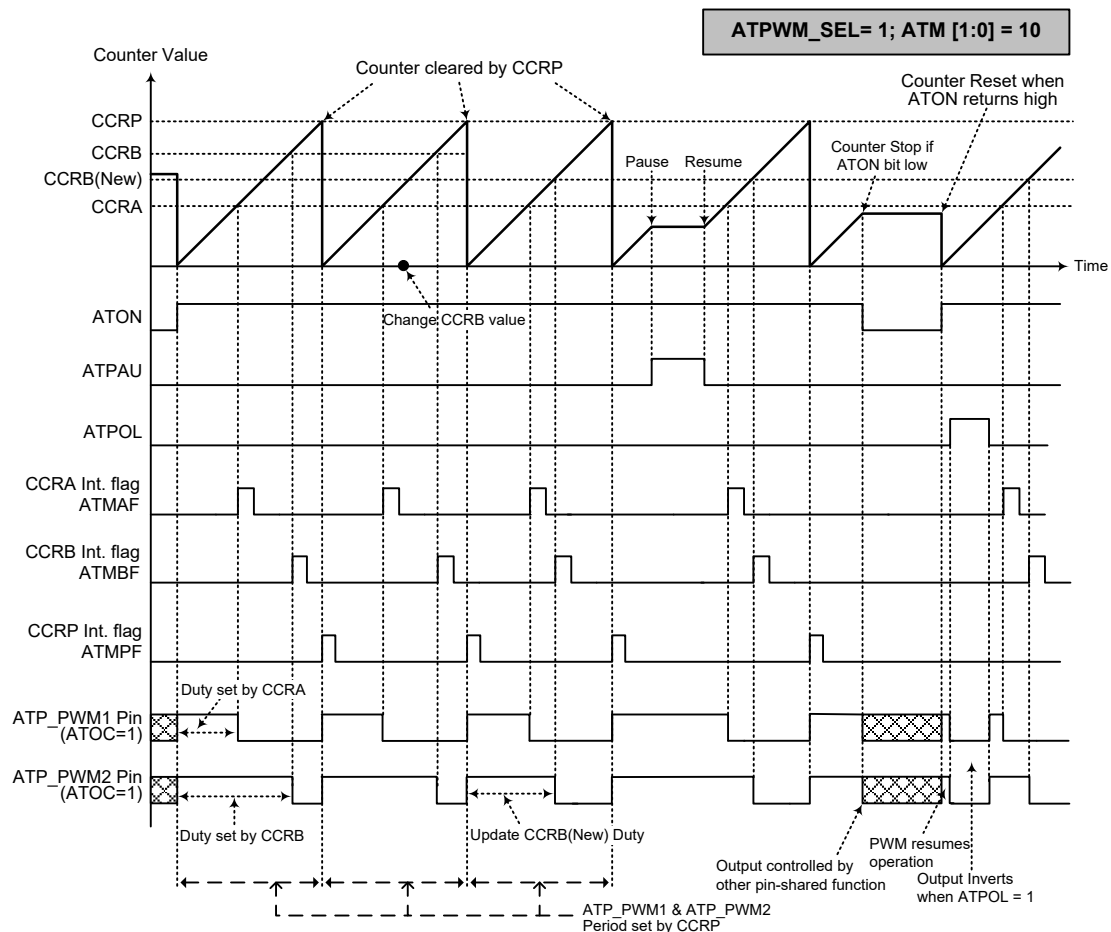 ATPWM_SEL= 1; ATM [1:0] = 10
Counter Value
Counter cleared by CCRP
Counter Reset when
ATON returns high
CCRP
CCRB
CCRB(New)
CCRA
Pause
Resume
Counter Stop if
ATON bit low
Time
ATON
Change CCRB value
ATPAU
ATPOL
CCRA Int. flag
ATMAF
CCRB Int. flag
ATMBF
CCRP Int. flag
ATMPF
Duty set by CCRA
ATP_PWM1 Pin
(ATOC=1)
ATP_PWM2 Pin
(ATOC=1)
Duty set by CCRB
Update CCRB(New) Duty
Output controlled by
other pin-shared function
PWM resumes
operation
Output Inverts
when ATPOL = 1
ATP_PWM1 & ATP_PWM2
Period set by CCRP